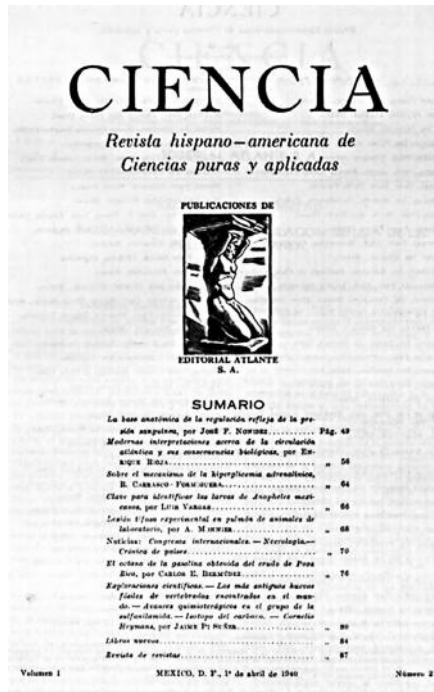 CIENCIA
Revista hispano-americana de
Ciencias puras y aplicadas
PUBLICACIONES DE
EDITORIAL ATLANTE
S. A.
SUMARIO
La base anatómica de la regulación refleja de la pre-
sión sanguínea, por José F. Nonidez............ Pág. 49
Modernas interpretaciones acerca de la circulación
atlántica y sus consecuencias biológicas, por En-
rique Rioja............ „ 56
Sobre el mecanismo de la hiperglicemia adrenalínica,
R. Carrasco-Formiguera............ „ 64
Clave para identificar las larvas de Anopheles mexi-
canos, por Luis Vargas............ „ 66
Lesión tífosa experimental en pulmón de animales de
laboratorio, por A.............. „ 68
Noticias: Congresos internacionales.—Necrología.—
Crónica de países............ „ 70
El octano de la gasolina obtenida del crudo de Poza
Rica, por Carlos E. Bermúdez............ „ 76
Exploraciones científicas.—Los más antiguos huevos
fósiles de vertebrados encontrados en el mun-
do.—Avances quimioterápicos en el grupo de la
sulfanilamida.—Isotopo del carbono.—Cornelio
Heymans, por Jaime Pi Suñer............ „ 80
Libros nuevos............ „ 84
Revista de revistas............ „ 87
Volumen 1 MEXICO, D. F., 1º de abril de 1940 Número 2